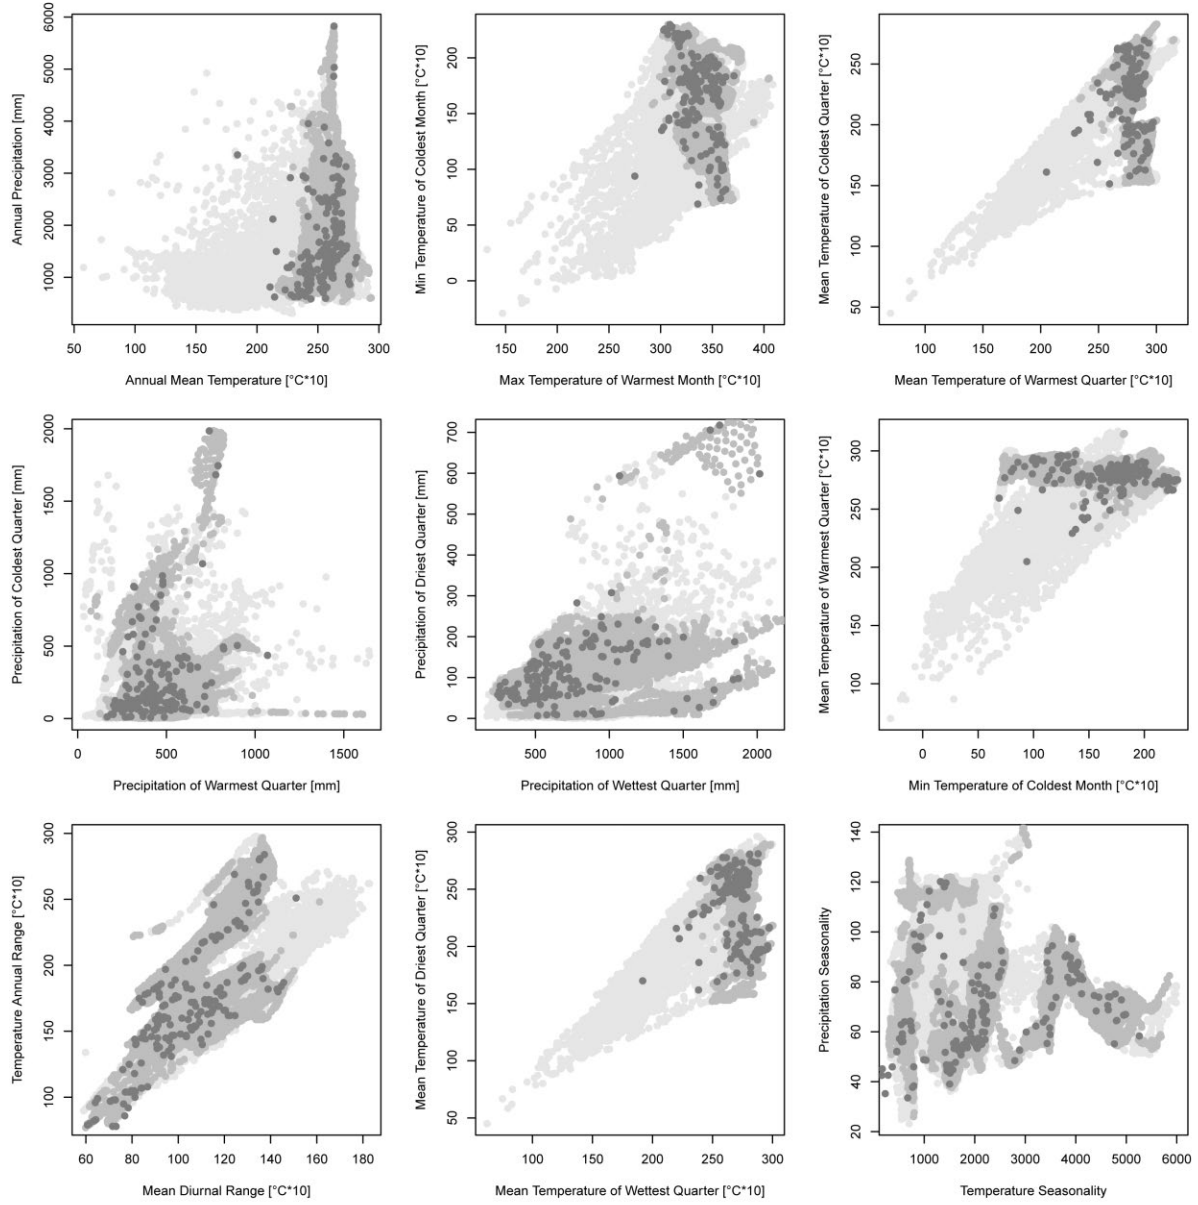 Annual Precipitation [mm]
6000
5000
4000
3000
2000
1000
50 100 150 200 250 300
Annual Mean Temperature [°C*10]
Min Temperature of Coldest Month [°C*10]
200
150
100
50
0
150 200 250 300 350 400
Max Temperature of Warmest Month [°C*10]
Mean Temperature of Coldest Quarter [°C*10]
250
200
150
100
50
100 150 200 250 300
Mean Temperature of Warmest Quarter [°C*10]
Precipitation of Coldest Quarter [mm]
2000
1500
1000
500
0
0 500 1000 1500
Precipitation of Warmest Quarter [mm]
Precipitation of Driest Quarter [mm]
700
600
500
400
300
200
100
0
500 1000 1500 2000
Precipitation of Wettest Quarter [mm]
Mean Temperature of Warmest Quarter [°C*10]
300
250
200
150
100
0 50 100 150 200
Min Temperature of Coldest Month [°C*10]
Temperature Annual Range [°C*10]
300
250
200
150
100
60 80 100 120 140 160 180
Mean Diurnal Range [°C*10]
Mean Temperature of Driest Quarter [°C*10]
300
250
200
150
100
50
100 150 200 250 300
Mean Temperature of Wettest Quarter [°C*10]
Precipitation Seasonality
140
120
100
80
60
40
20
1000 2000 3000 4000 5000 6000
Temperature Seasonality